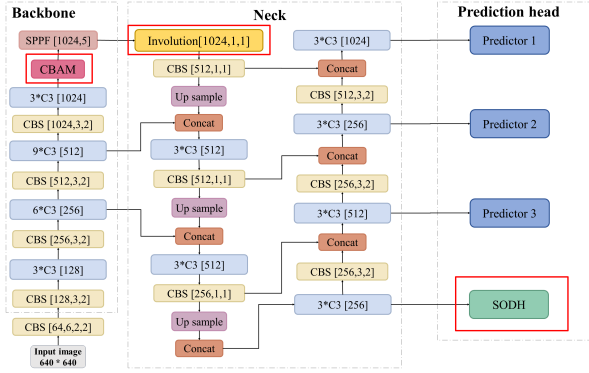 Backbone
SPPF [1024,5]
CBAM
3*C3 [1024]
CBS [1024,3,2]
9*C3 [512]
CBS [512,3,2]
6*C3 [256]
CBS [256,3,2]
3*C3 [128]
CBS [128,3,2]
CBS [64,6,2,2]
Input image
640 * 640
Neck
Involution[1024,1,1]
CBS [512,1,1]
Up sample
Concat
3*C3 [512]
CBS [512,1,1]
Up sample
Concat
3*C3 [512]
CBS [256,1,1]
Up sample
Concat
3*C3 [1024]
Concat
CBS [512,3,2]
3*C3 [256]
Concat
CBS [256,3,2]
3*C3 [512]
Concat
CBS [256,3,2]
3*C3 [256]
Prediction head
Predictor 1
Predictor 2
Predictor 3
SODH